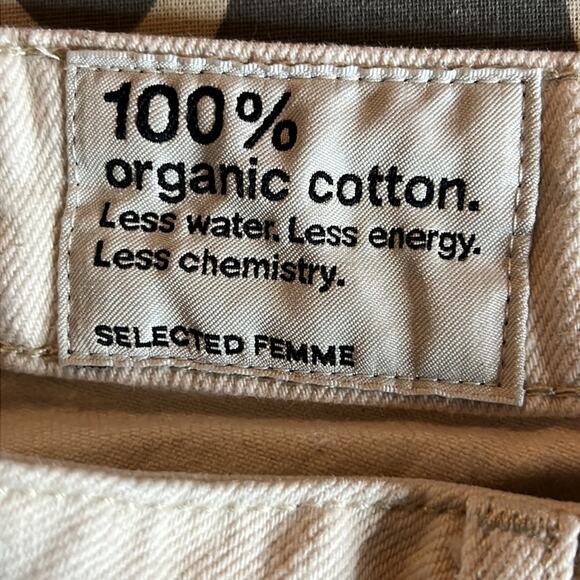 100%
organic cotton.
Less water. Less energy.
Less chemistry.
SELECTED FEMME